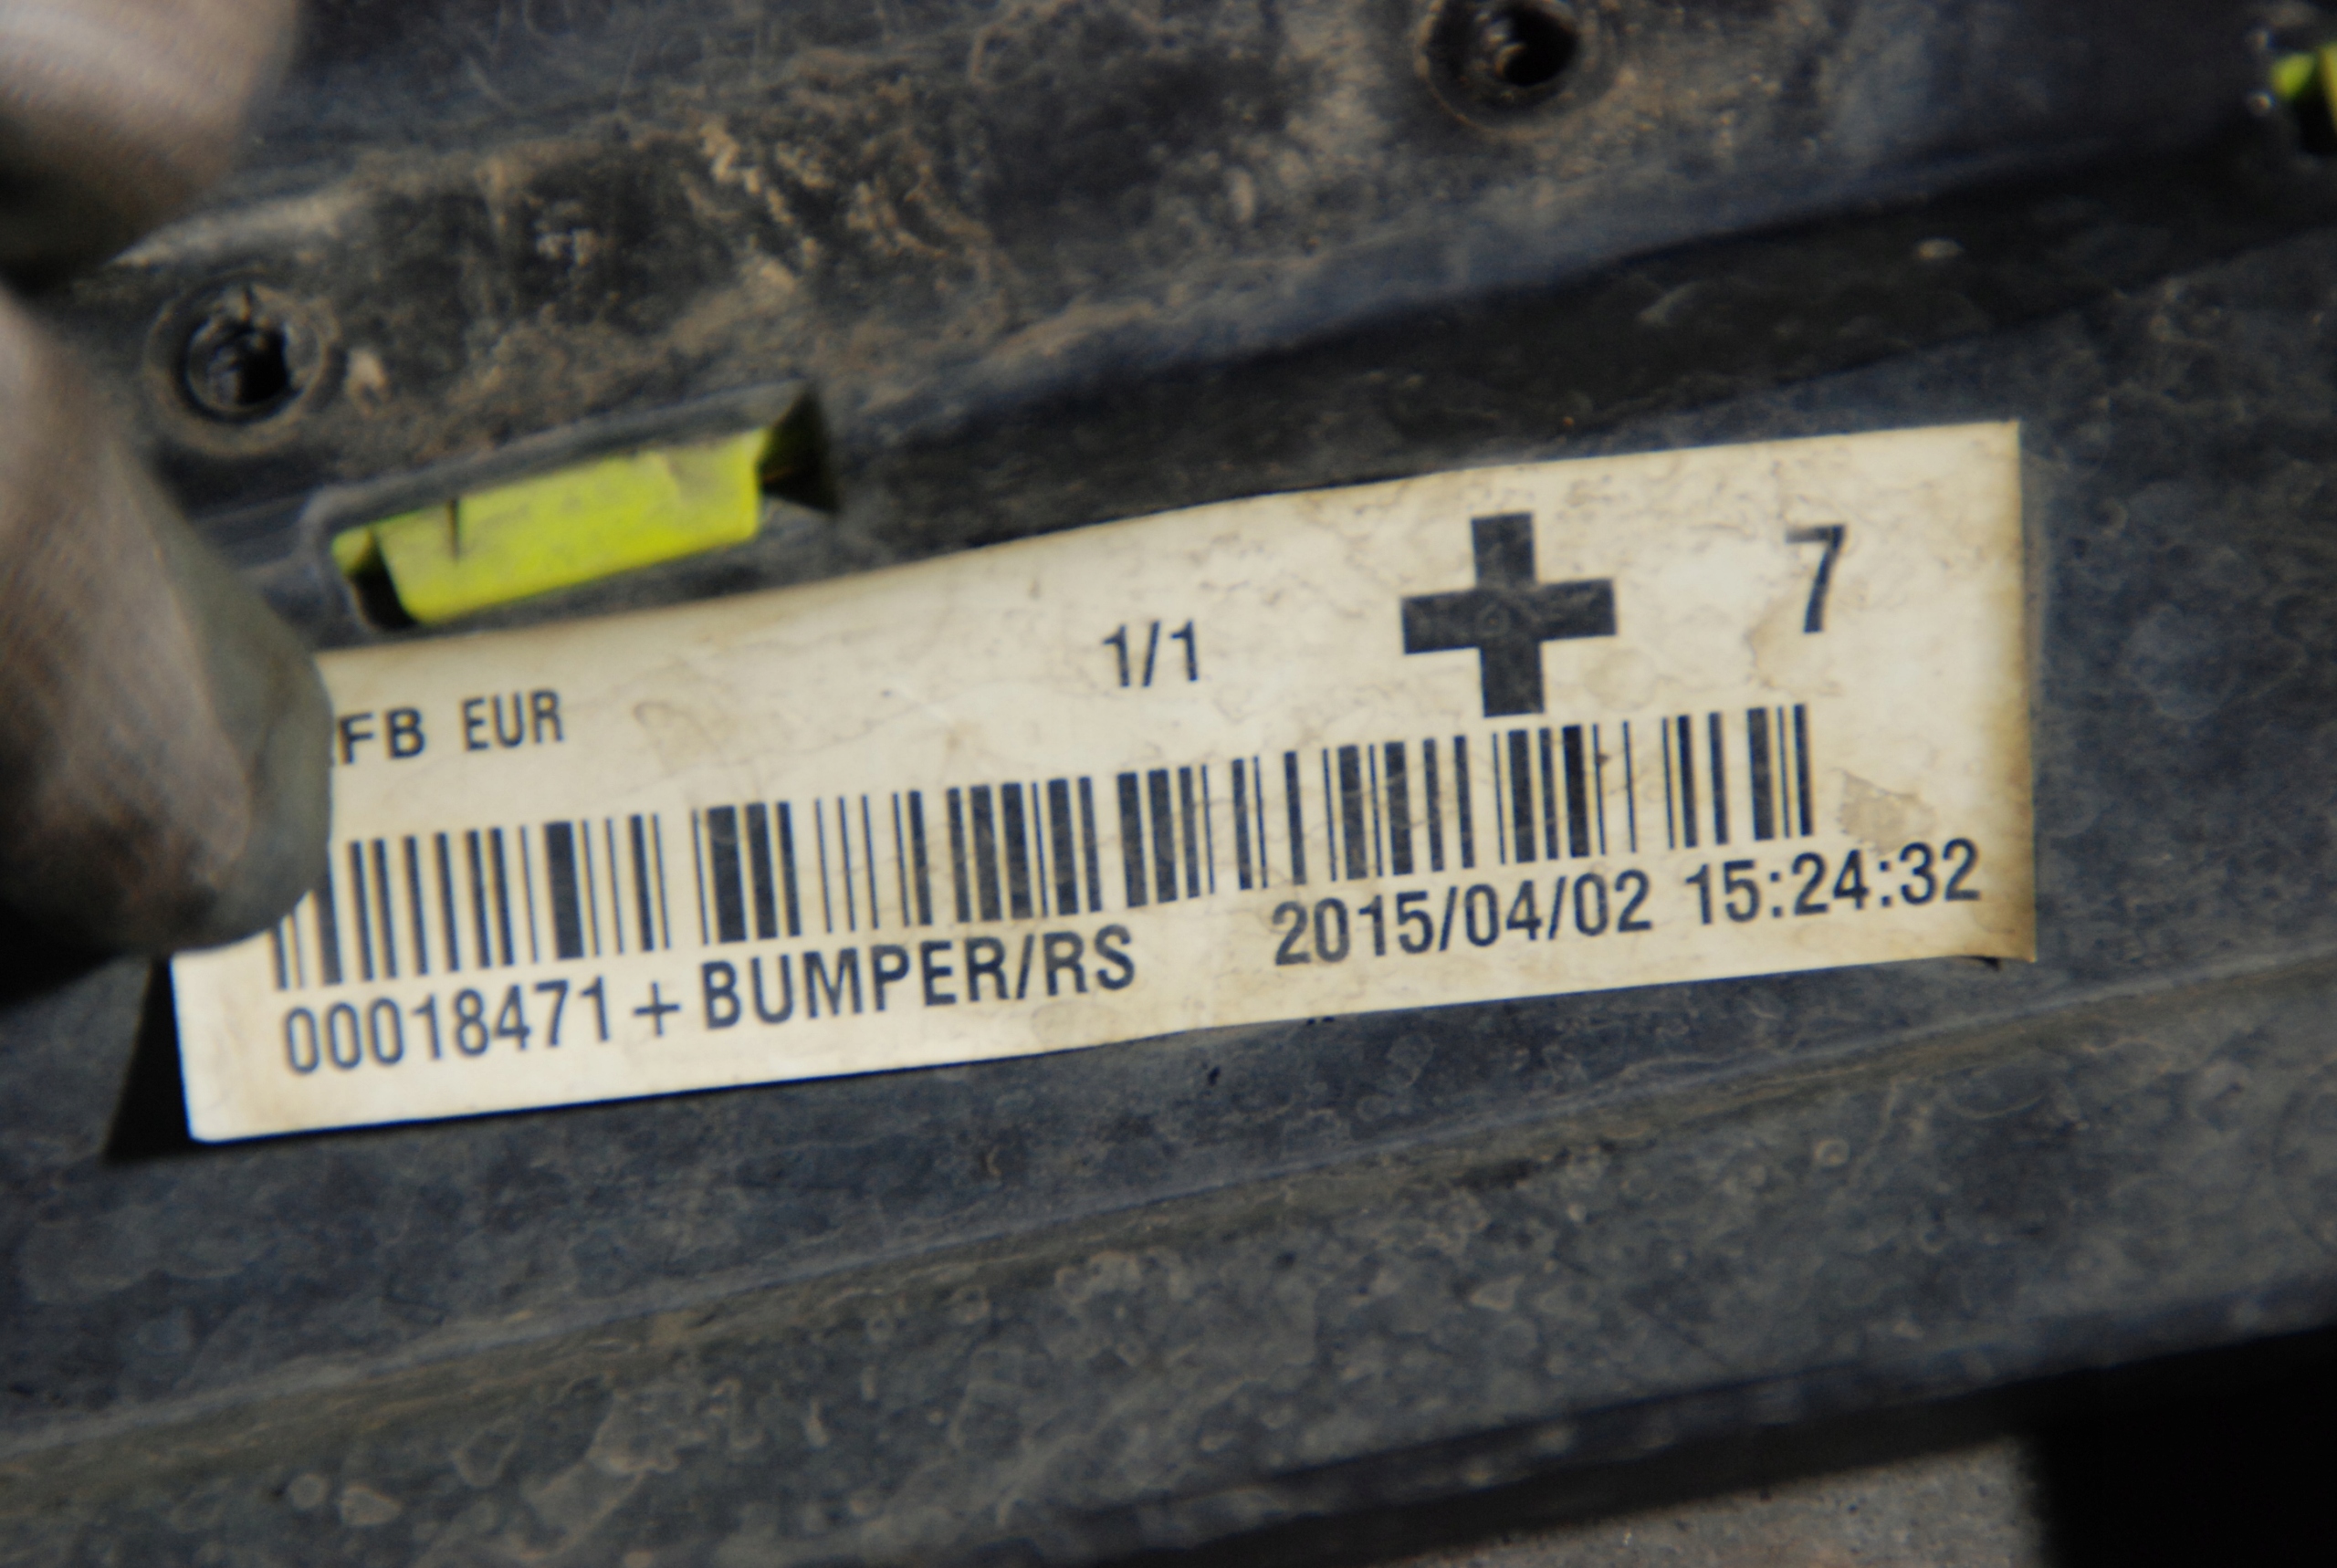 FB EUR 1/1 7
00018471+BUMPER/RS 2015/04/02 15:24:32